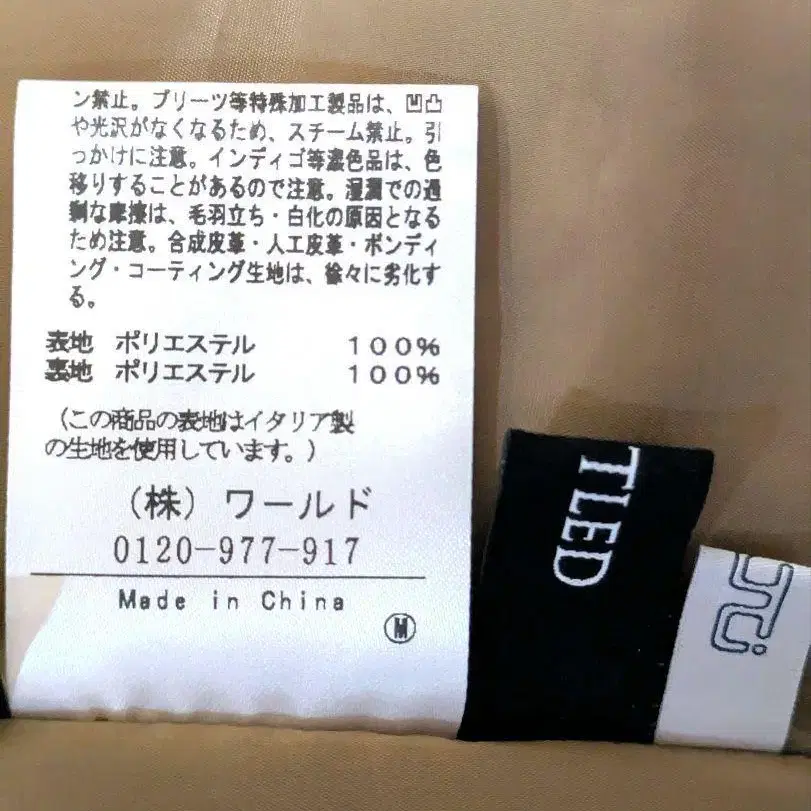 ン禁止。プリーツ等特殊加工製品は、凹凸
や光沢がなくなるため、スチーム禁止。引
っかけに注意。インディゴ等濃色品は、色
移りすることがあるので注意。湿潤での過
剰な摩擦は、毛羽立ち・白化の原因となる
ため注意。合成皮革・人工皮革・ボンディ
ング・コーティング生地は、徐々に劣化す
る。
表地 ポリエステル 100%
裏地 ポリエステル 100%
(この商品の表地はイタリア製
の生地を使用しています。)
(株) ワールド
0120-977-917
Made in China
M
TLED